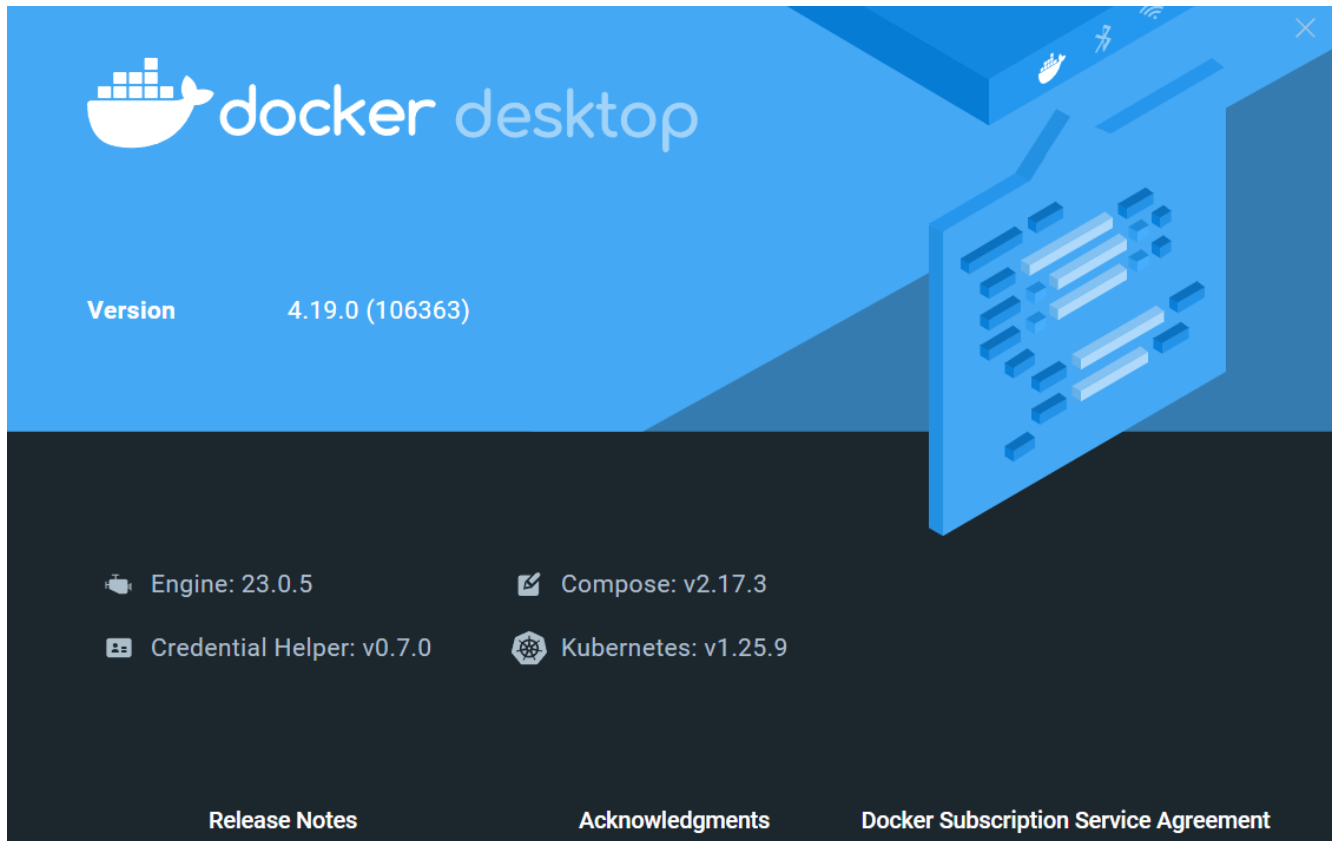 docker desktop
Version 4.19.0 (106363)
Engine: 23.0.5 Compose: v2.17.3
Credential Helper: v0.7.0 Kubernetes: v1.25.9
Release Notes Acknowledgments Docker Subscription Service Agreement